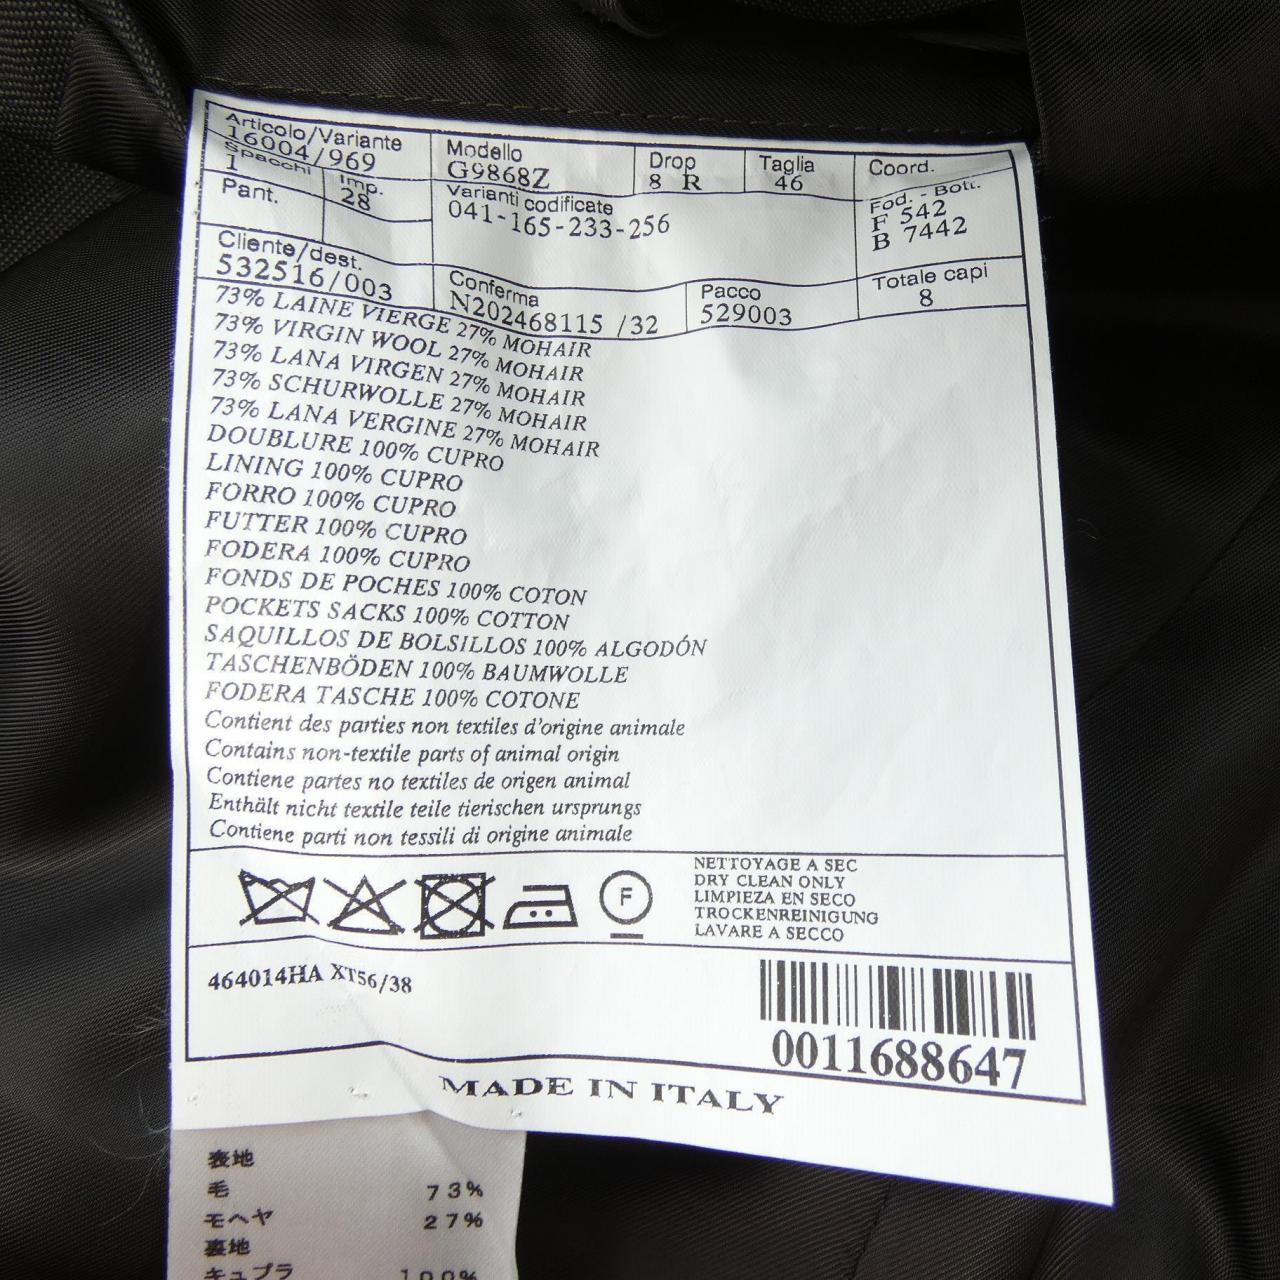 Articolo/Variante Modello Drop Taglia Coord.
16004/969 G9868Z 8 R 46
Spacchi Imp. Varianti codificate Fod. - Bott.
1 28 041-165-233-256 F 542
Pant. B 7442
Cliente/dest. Conferma Pacco Totale capi
532516/003 N202468115 /32 529003 8
73% LAINE VIERGE 27% MOHAIR
73% VIRGIN WOOL 27% MOHAIR
73% LANA VIRGEN 27% MOHAIR
73% SCHURWOLLE 27% MOHAIR
73% LANA VERGINE 27% MOHAIR
DOUBLURE 100% CUPRO
LINING 100% CUPRO
FORRO 100% CUPRO
FUTTER 100% CUPRO
FODERA 100% CUPRO
FONDS DE POCHES 100% COTON
POCKETS SACKS 100% COTTON
SAQUILLOS DE BOLSILLOS 100% ALGODÓN
TASCHENBÖDEN 100% BAUMWOLLE
FODERA TASCHE 100% COTONE
Contient des parties non textiles d'origine animale
Contains non-textile parts of animal origin
Contiene partes no textiles de origen animal
Enthält nicht textile teile tierischen ursprungs
Contiene parti non tessili di origine animale
F
NETTOYAGE A SEC
DRY CLEAN ONLY
LIMPIEZA EN SECO
TROCKENREINIGUNG
LAVARE A SECCO
464014HA XT56/38
0011688647
MADE IN ITALY
表地
毛 73%
モヘヤ 27%
裏地
キュプラ 100%